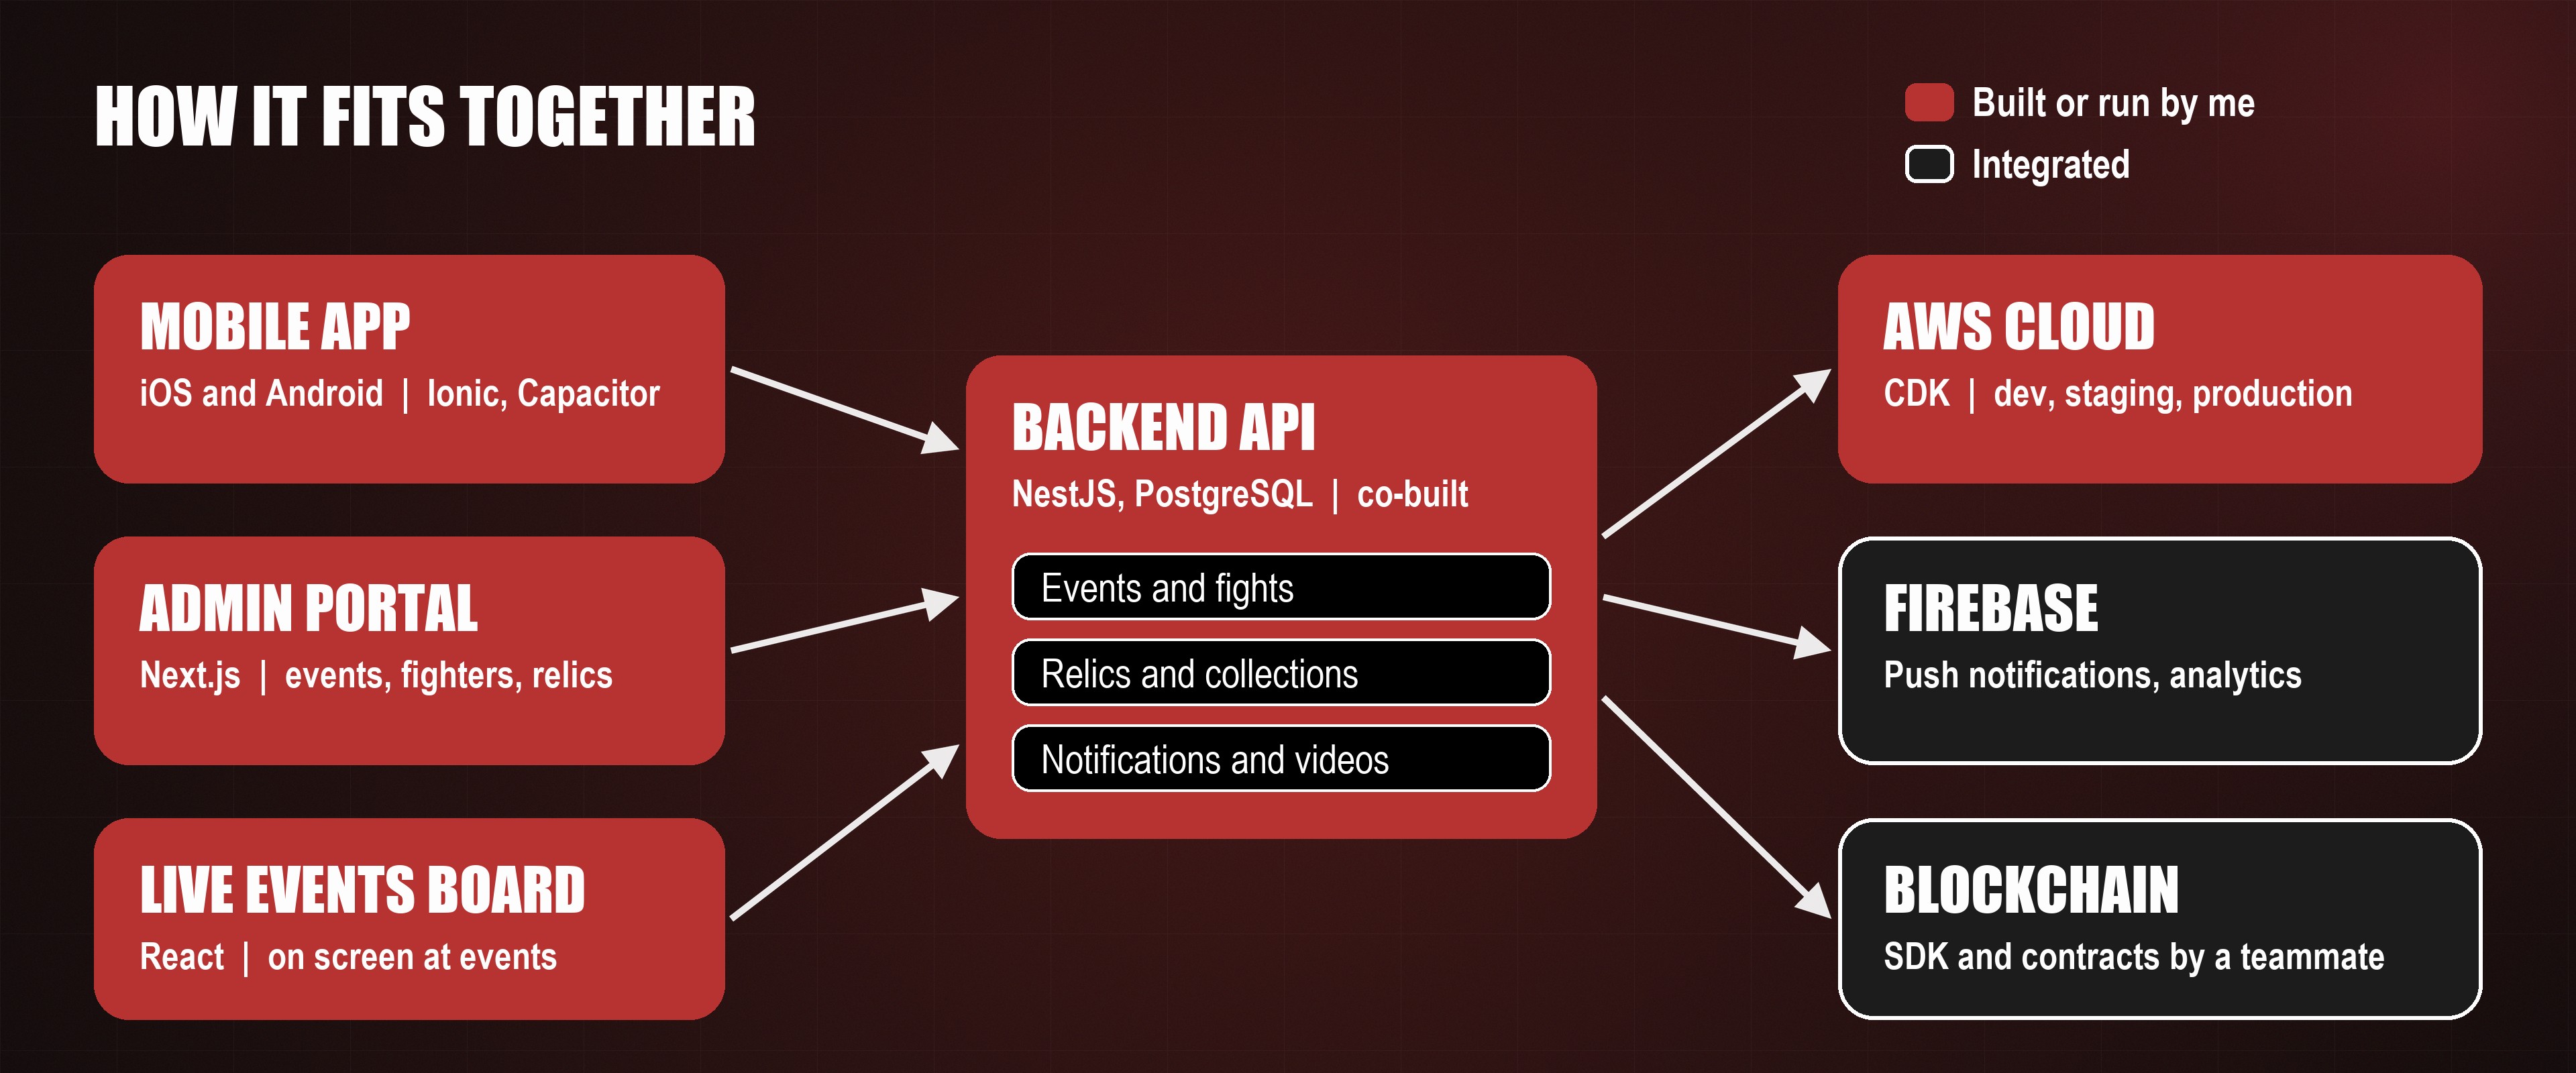 HOW IT FITS TOGETHER
Built or run by me
Integrated
MOBILE APP
iOS and Android | Ionic, Capacitor
ADMIN PORTAL
Next.js | events, fighters, relics
LIVE EVENTS BOARD
React | on screen at events
BACKEND API
NestJS, PostgreSQL | co-built
Events and fights
Relics and collections
Notifications and videos
AWS CLOUD
CDK | dev, staging, production
FIREBASE
Push notifications, analytics
BLOCKCHAIN
SDK and contracts by a teammate